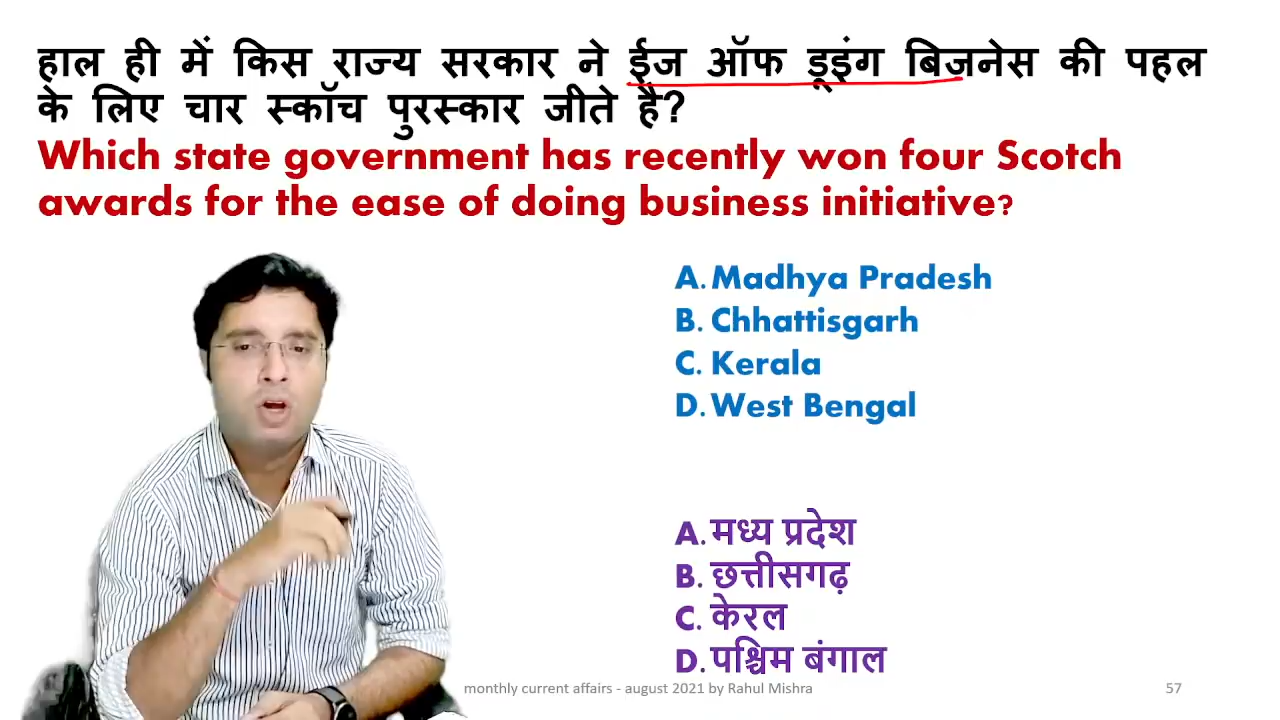 हाल ही में किस राज्य सरकार ने ईज ऑफ डूइंग बिजनेस की पहल
के लिए चार स्कॉच पुरस्कार जीते है?
Which state government has recently won four Scotch
awards for the ease of doing business initiative?
A. Madhya Pradesh
B. Chhattisgarh
C. Kerala
D. West Bengal
A. मध्य प्रदेश
B. छत्तीसगढ़
C. केरल
D. पश्चिम बंगाल
monthly current affairs - august 2021 by Rahul Mishra
57